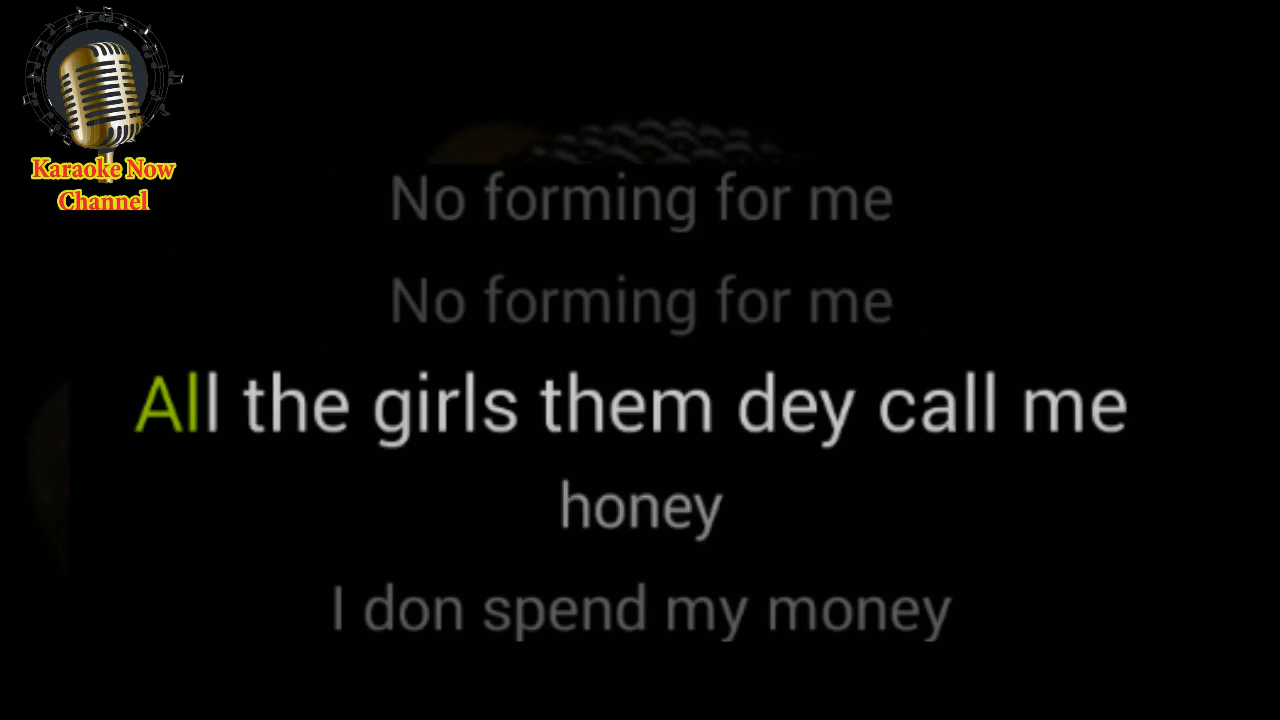 Karaoke Now
Channel
No forming for me
No forming for me
All the girls them dey call me
honey
I don spend my money